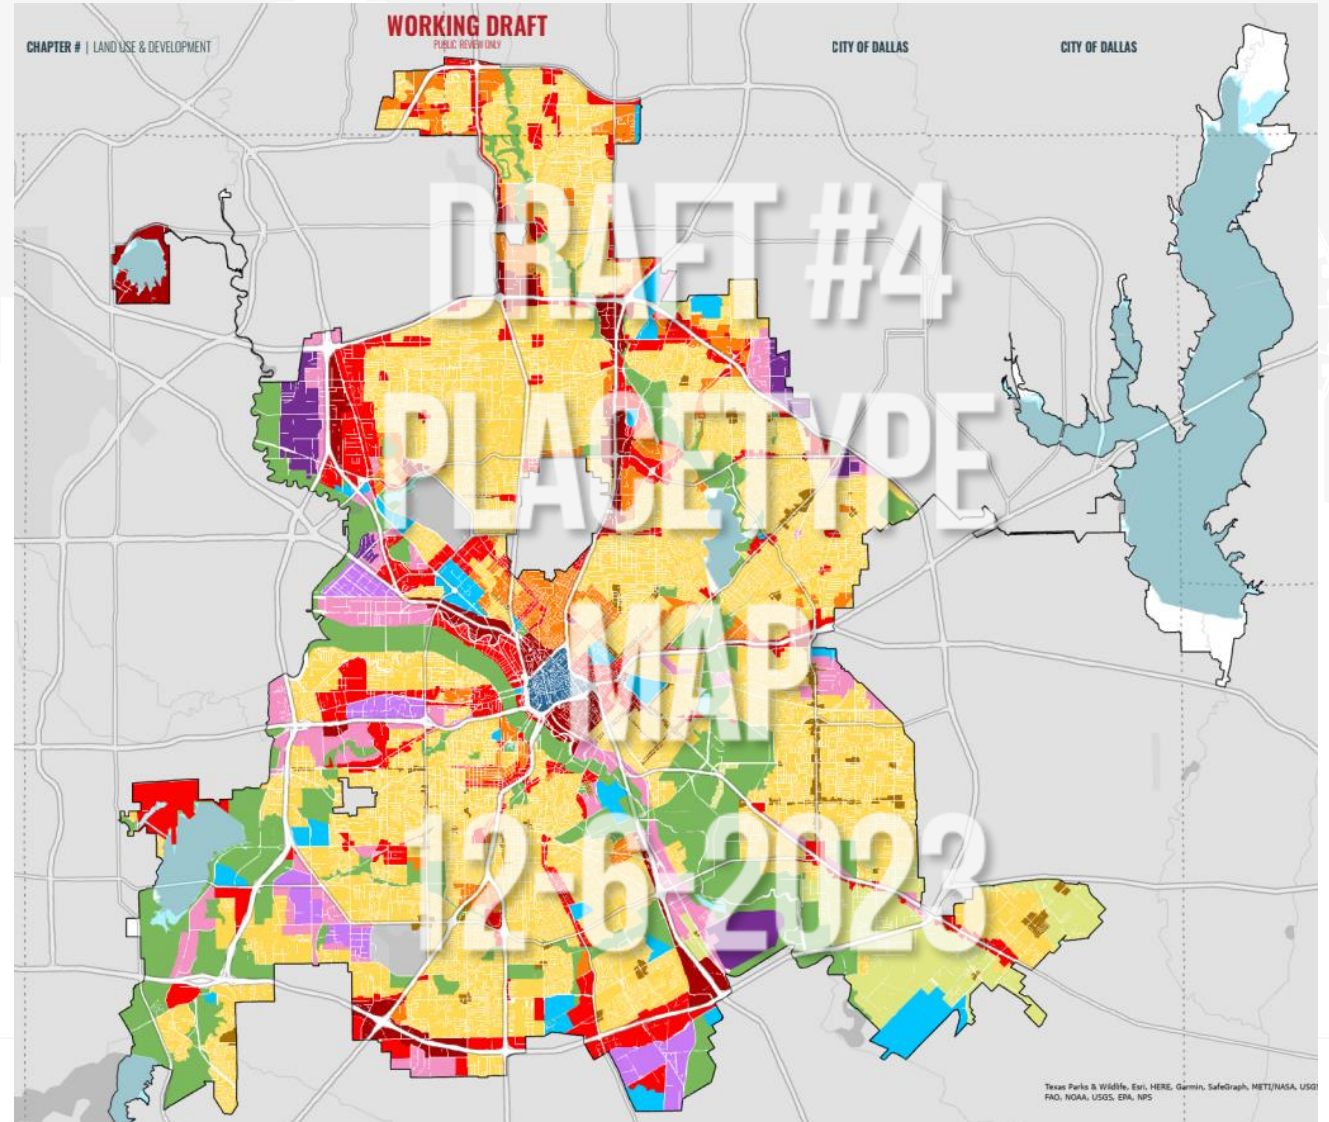 WORKING DRAFT
PUBLIC REVIEW ONLY
CHAPTER # | LAND USE & DEVELOPMENT
CITY OF DALLAS
CITY OF DALLAS
DRAFT #4
PLACETYPE
MAP
12-6-2023
Texas Parks & Wildlife, Esri, HERE, Garmin, SafeGraph, METI/NASA, USGS
FAO, NOAA, USGS, EPA, NPS